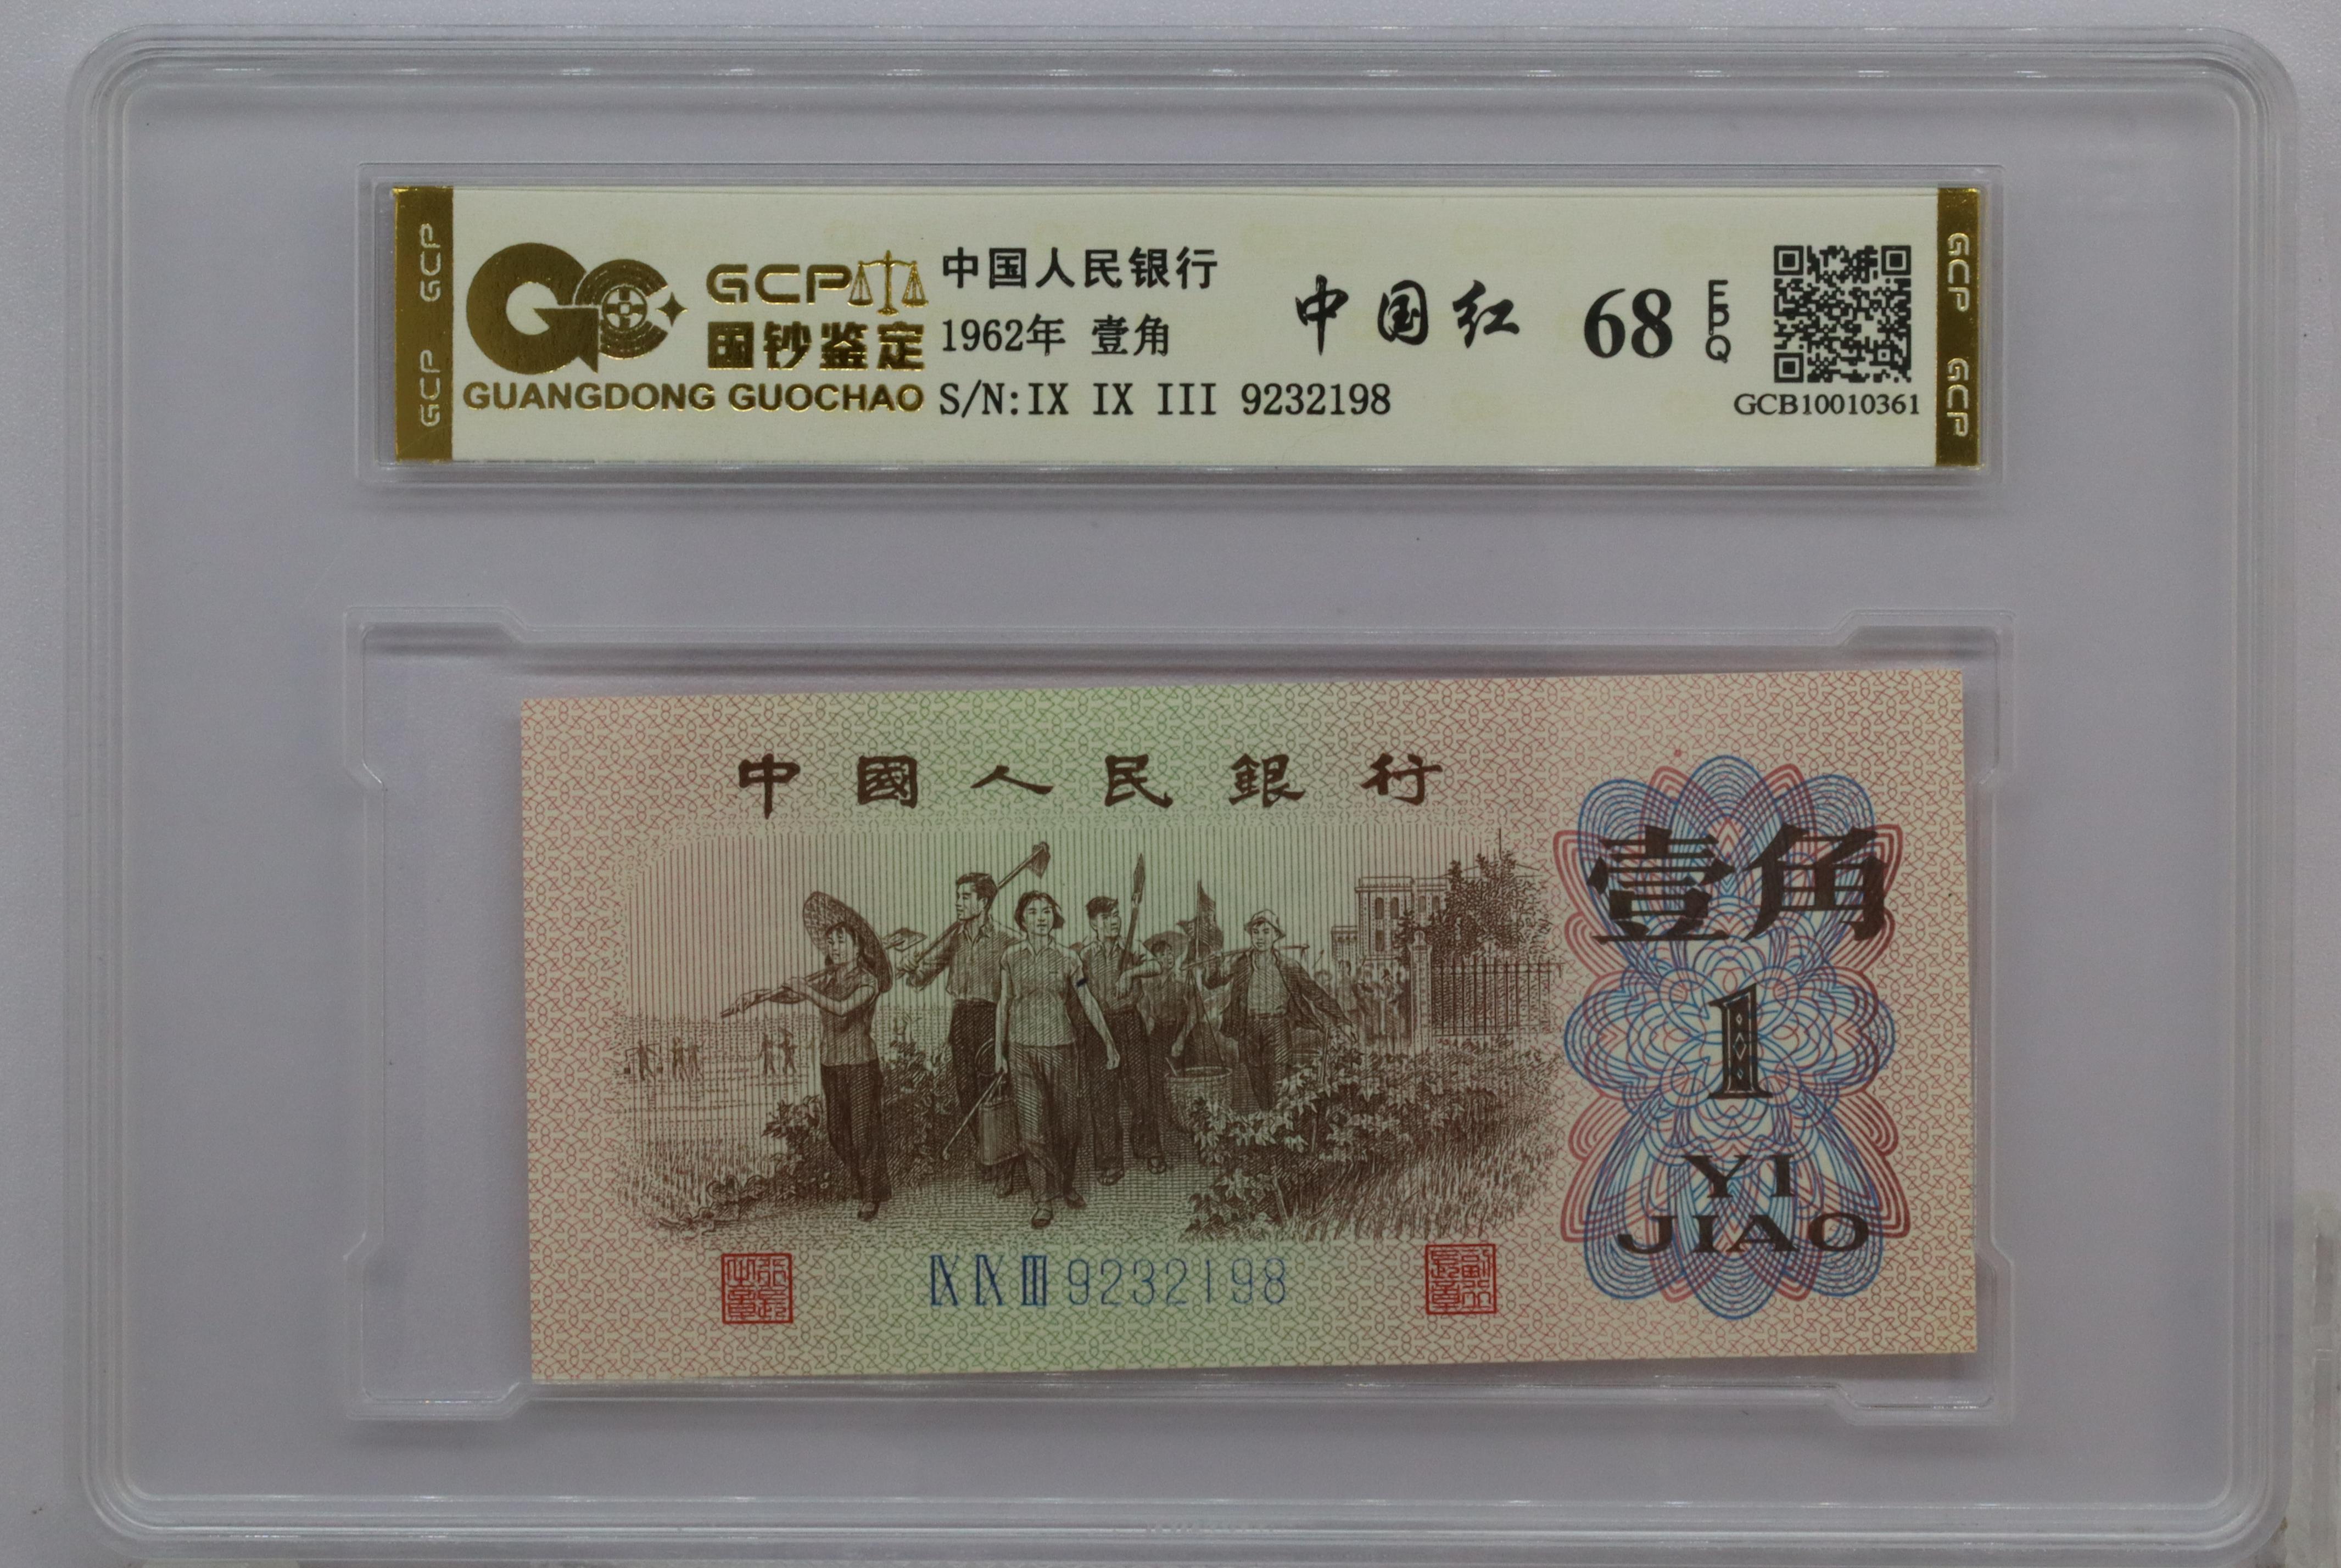 GCP GCP
GCP
国钞鉴定
GUANGDONG GUOCHAO
中国人民银行
1962年 壹角
S/N:IX IX III 9232198
中国红
68
EPQ
GCB10010361
GCP GCP
中國人民銀行
壹角
1
YI
JIAO
IX IX III 9232198